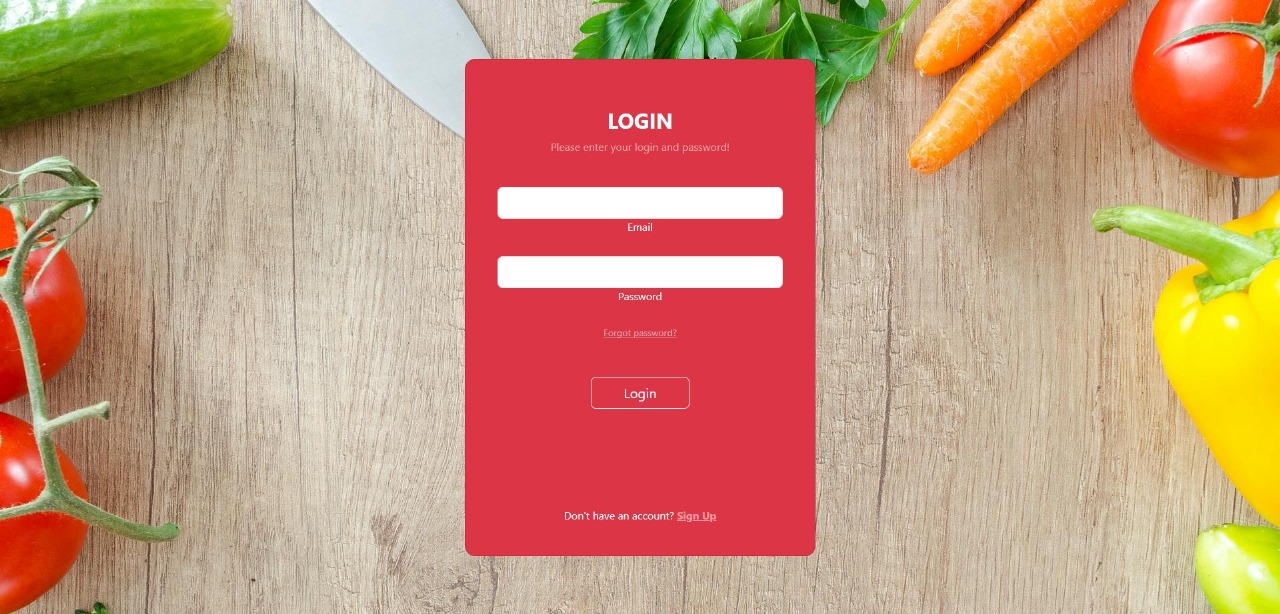 LOGIN
Please enter your login and password!
Email
Password
Forgot password?
Login
Don't have an account? Sign Up